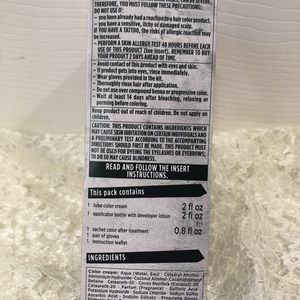 THEREFORE, YOU MUST FOLLOW THESE PRECAUTIONS.
DO NOT USE IF:
- you have already had a reaction to a hair color product.
- you have a sensitive, itchy or damaged scalp.
IF YOU HAVE A TATTOO, the risks of allergic reaction may be increased.
- PERFORM A SKIN ALLERGY TEST 48 HOURS BEFORE EACH
USE OF THIS PRODUCT (See insert). REMEMBER TO BUY
YOUR PRODUCT 2 DAYS AHEAD OF TIME.
- Avoid contact of this product with eyes and skin.
- If product gets into eyes, rinse immediately.
- Wear gloves provided in the kit.
- Thoroughly rinse hair after application.
- Do not use over compound henna or progressive color.
- Wait at least 14 days after bleaching, relaxing or
perming before coloring.
Keep product out of reach of children. Do not apply on
children.
CAUTION: THIS PRODUCT CONTAINS INGREDIENTS WHICH
MAY CAUSE SKIN IRRITATION ON CERTAIN INDIVIDUALS AND
A PRELIMINARY TEST ACCORDING TO THE ACCOMPANYING
DIRECTIONS SHOULD FIRST BE MADE. THIS PRODUCT MUST
NOT BE USED FOR DYEING THE EYELASHES OR EYEBROWS;
TO DO SO MAY CAUSE BLINDNESS.
READ AND FOLLOW THE INSERT
INSTRUCTIONS.
This pack contains
1 tube color cream 2 fl oz
1 applicator bottle with developer lotion 2 fl oz
1 sachet color after treatment 0.8 fl oz
1 pair of gloves
1 instruction leaflet
INGREDIENTS
Color cream: Aqua (Water, Eau) - Cetearyl Alcohol -
Ammonium Hydroxide